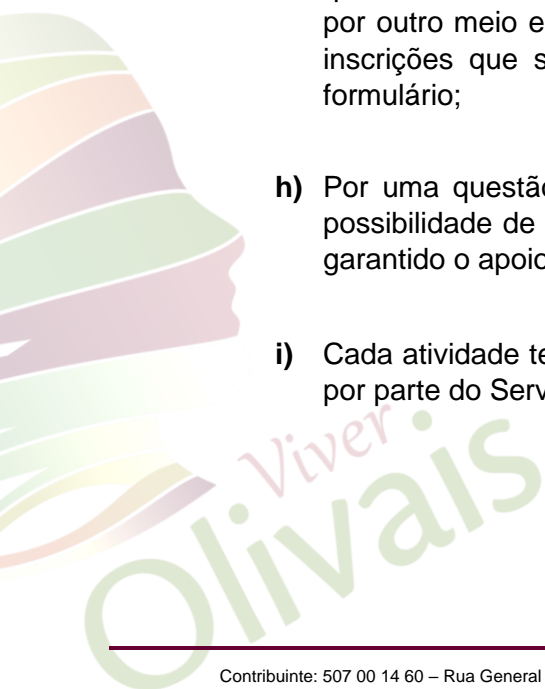 por outro meio e
inscrições que s
formulário;
h) Por uma questão
possibilidade de
garantido o apoio
i) Cada atividade te
por parte do Serv
Viver
Olivais
Contribuinte: 507 00 14 60 – Rua General